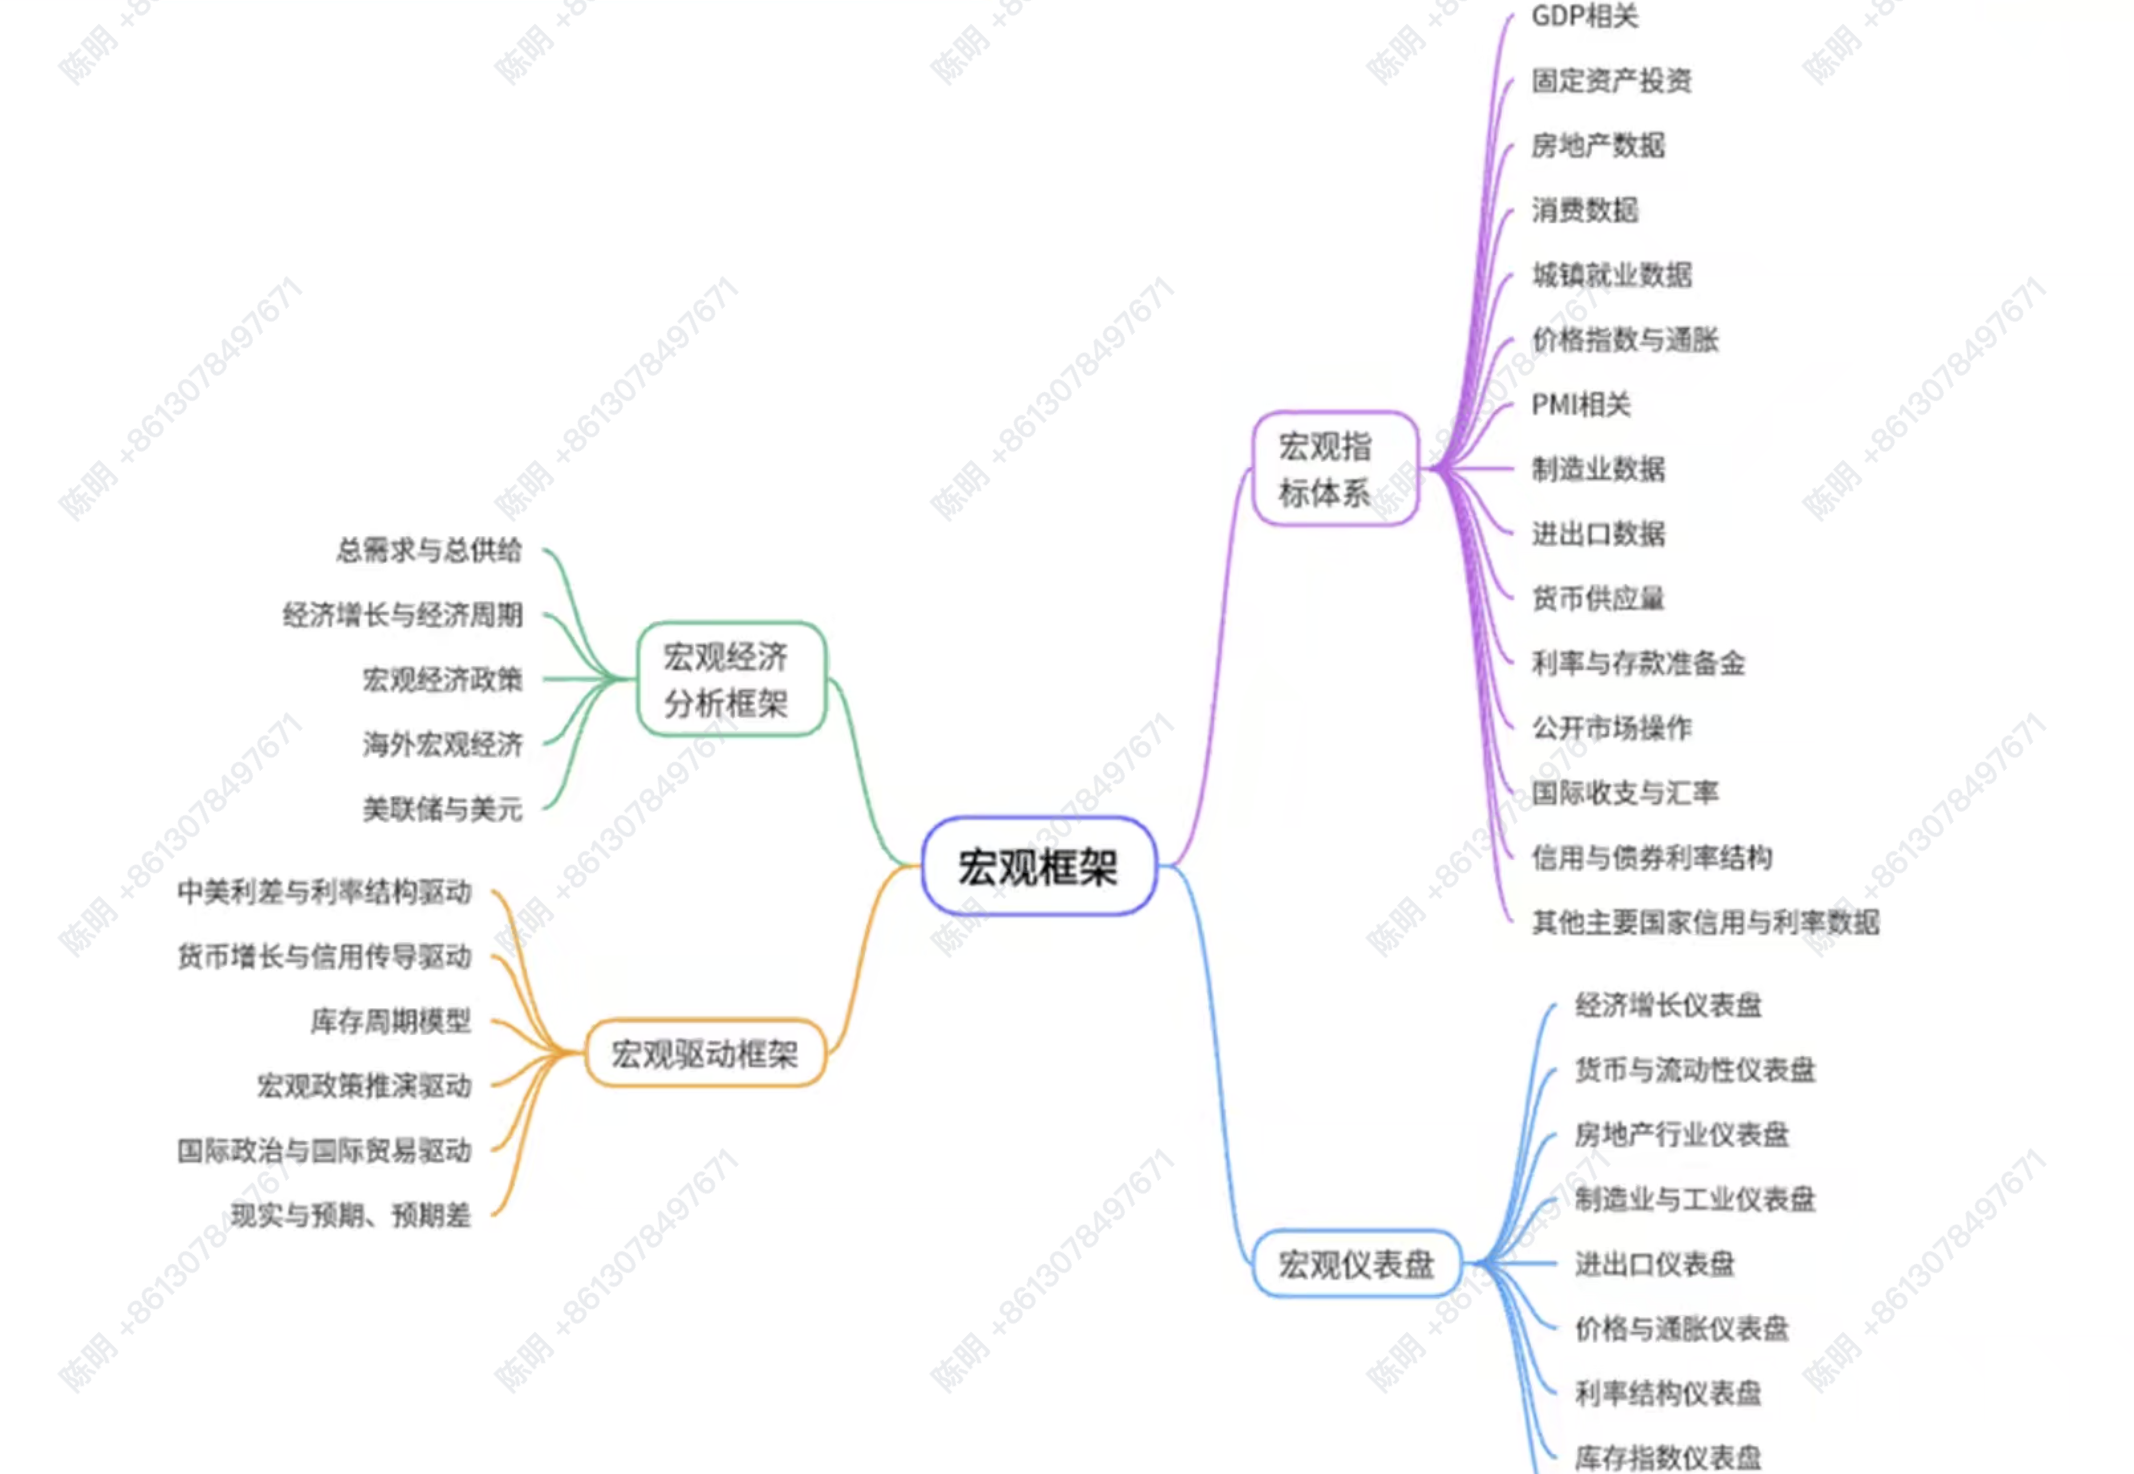 GDP相关
固定资产投资
房地产数据
消费数据
城镇就业数据
价格指数与通胀
PMI相关
宏观指
标体系
制造业数据
进出口数据
货币供应量
利率与存款准备金
公开市场操作
国际收支与汇率
信用与债券利率结构
其他主要国家信用与利率数据
总需求与总供给
经济增长与经济周期
宏观经济政策
海外宏观经济
美联储与美元
宏观经济
分析框架
宏观框架
中美利差与利率结构驱动
货币增长与信用传导驱动
库存周期模型
宏观政策推演驱动
国际政治与国际贸易驱动
现实与预期、预期差
宏观驱动框架
宏观仪表盘
经济增长仪表盘
货币与流动性仪表盘
房地产行业仪表盘
制造业与工业仪表盘
进出口仪表盘
价格与通胀仪表盘
利率结构仪表盘
库存指数仪表盘
陈明 +8613078497671